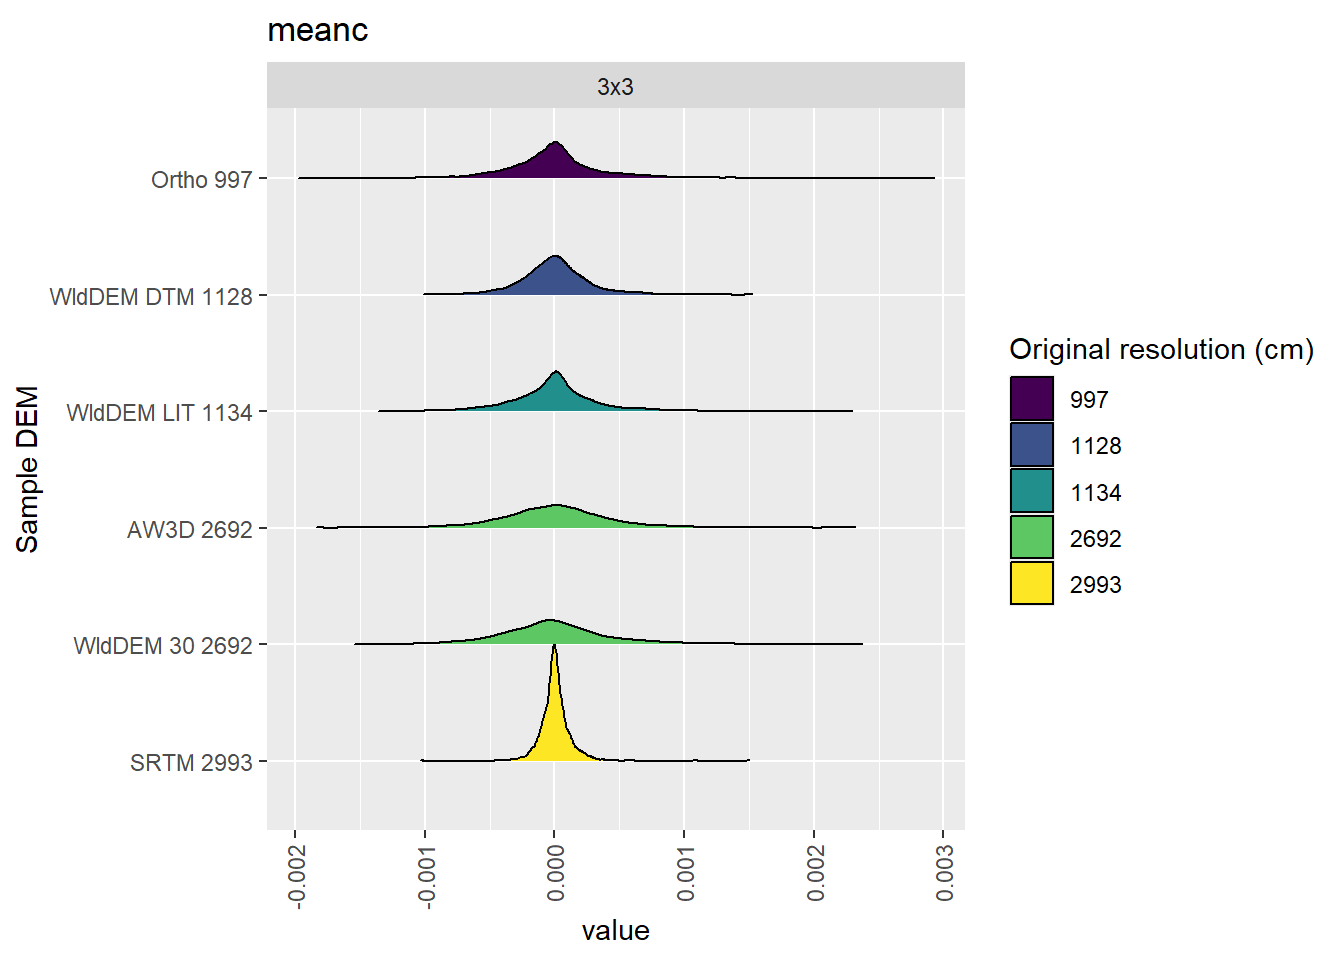 meanc
3x3
Ortho 997
WldDEM DTM 1128
WldDEM LIT 1134
AW3D 2692
WldDEM 30 2692
SRTM 2993
Sample DEM
-0.002
-0.001
0.000
0.001
0.002
0.003
value
Original resolution (cm)
997
1128
1134
2692
2993